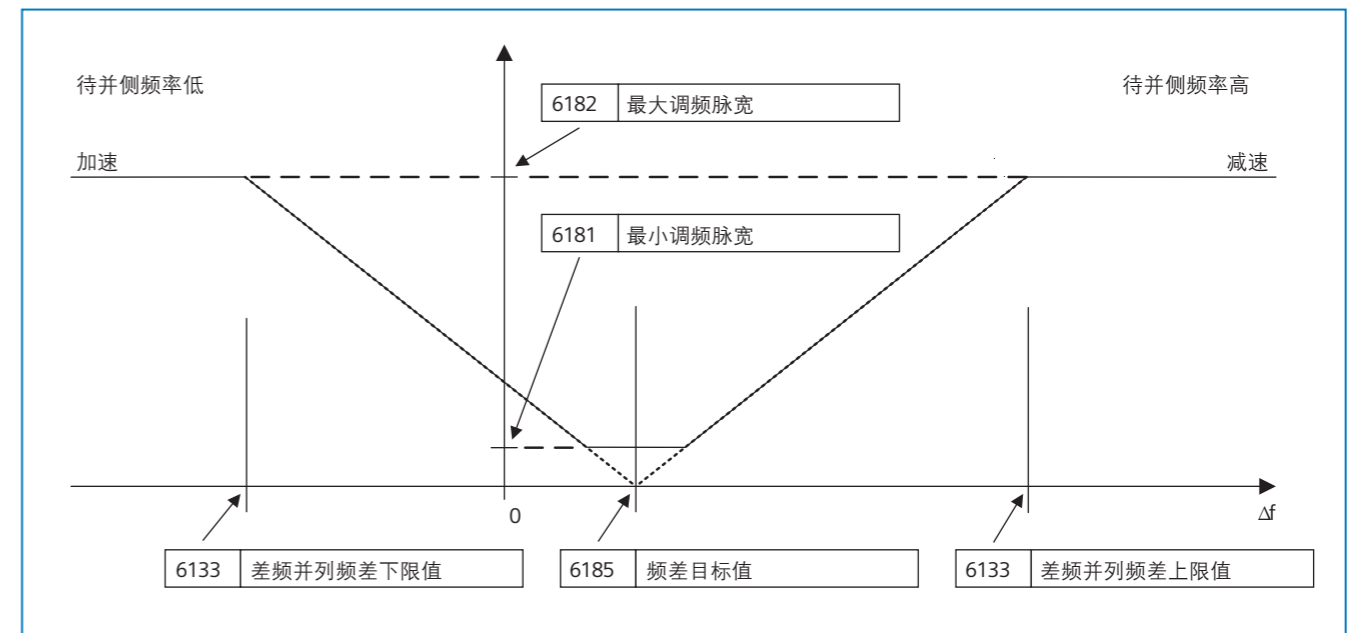 待并侧频率低
待并侧频率高
6182 最大调频脉宽
加速
减速
6181 最小调频脉宽
0
Δf
6133 差频并列频差下限值
6185 频差目标值
6133 差频并列频差上限值